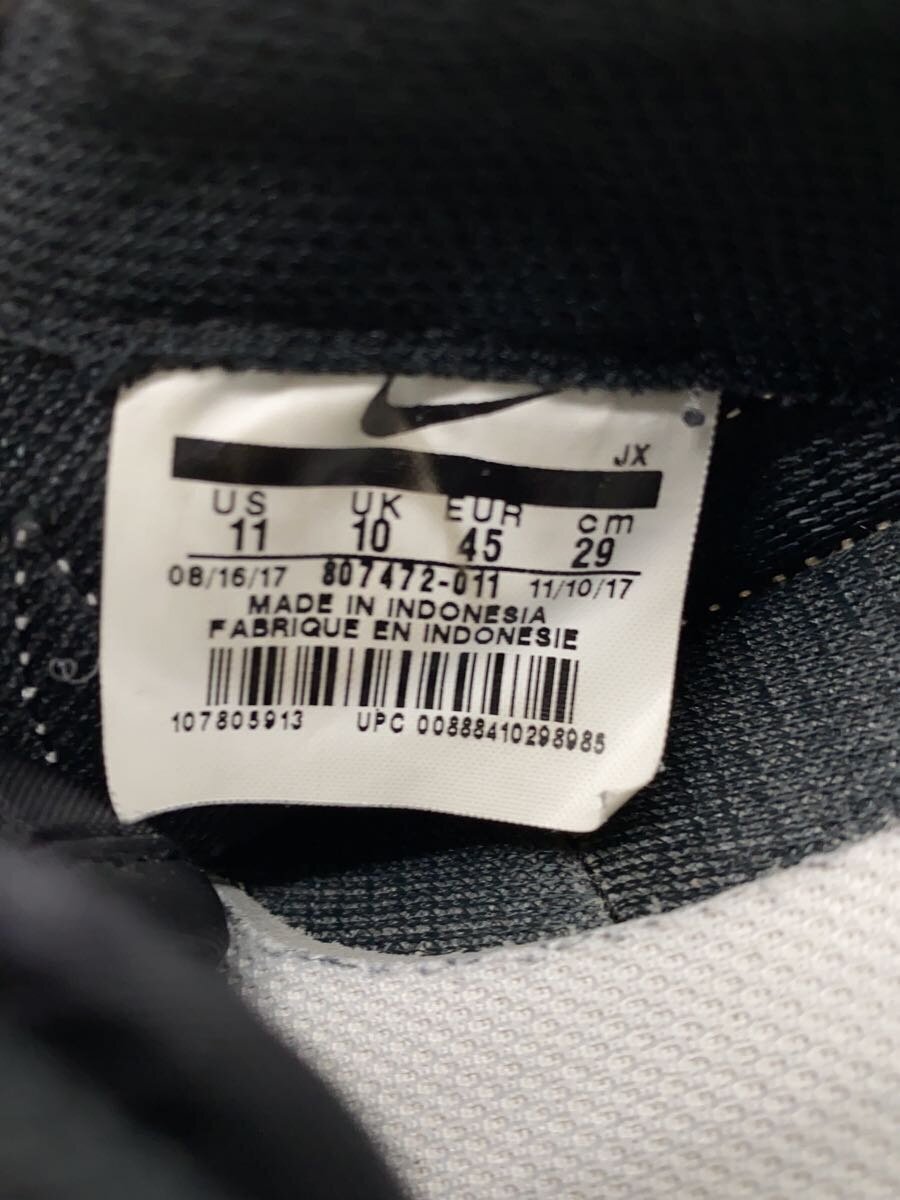 JX
US UK EUR cm
11 10 45 29
08/16/17 807472-011 11/10/17
MADE IN INDONESIA
FABRIQUE EN INDONESIE
107805913 UPC 00888410298985